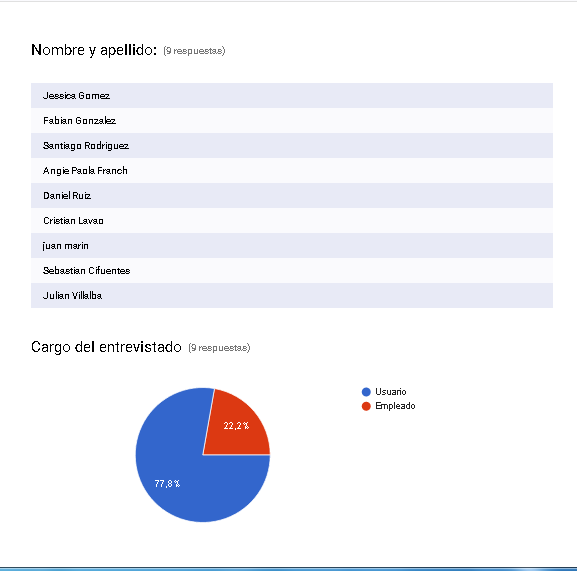 Nombre y apellido: (9 respuestas)
Jessica Gomez
Fabian Gonzalez
Santiago Rodriguez
Angie Paola Franch
Daniel Ruiz
Cristian Lavao
juan marin
Sebastian Cifuentes
Julian Villalba
Cargo del entrevistado (9 respuestas)
Usuario
Empleado
22,2%
77,8%